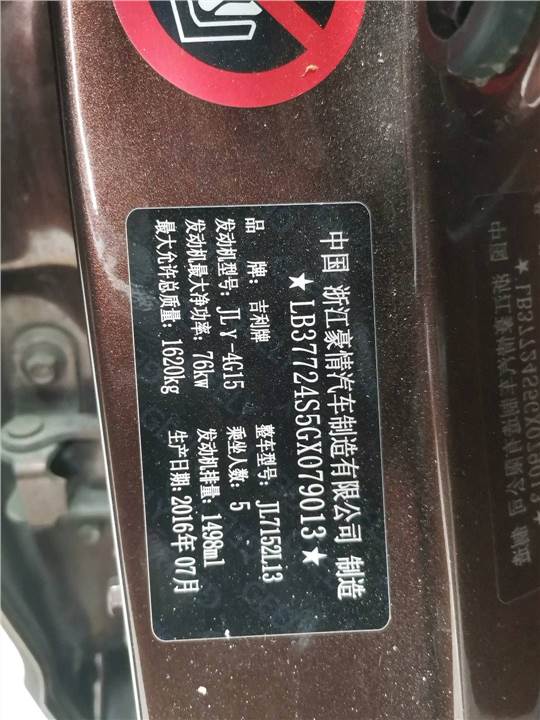 中国 浙江豪情汽车制造有限公司 制造
★LB37724S5GX079013★
品 牌：吉利牌 整车型号：JL7152L13
发动机型号：JLγ-4G15 乘坐人数：5
发动机最大净功率：76kw 发动机排量：1498ml
最大允许总质量：1620kg 生产日期：2016年07月